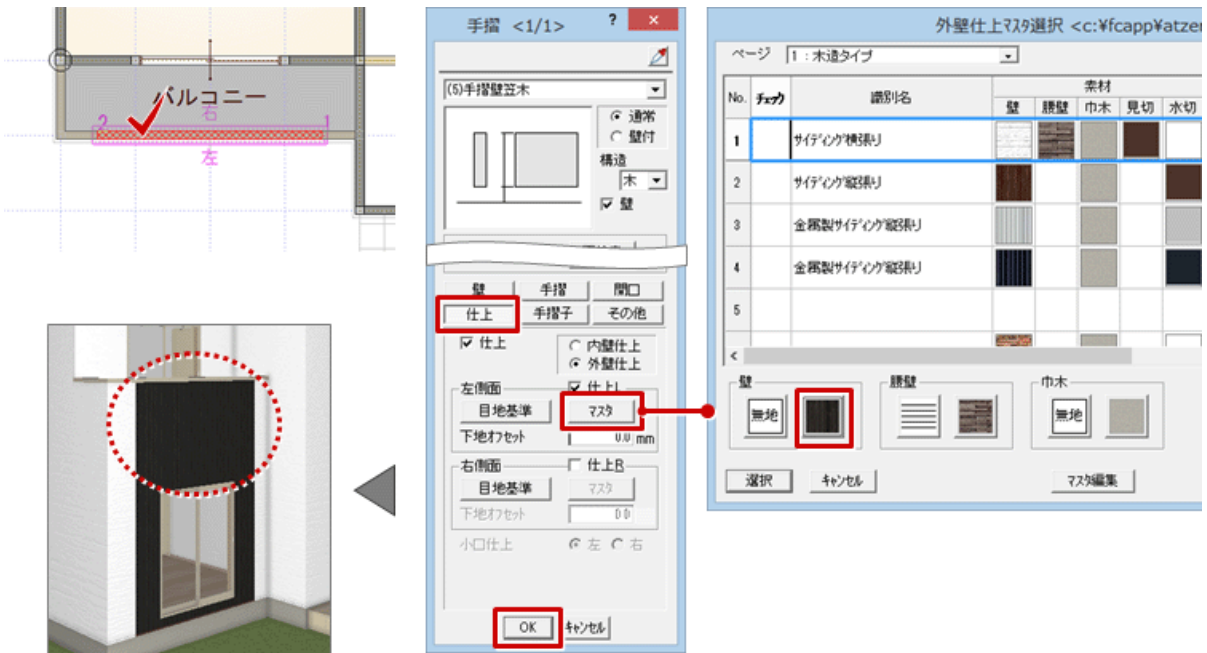 バルコニー
右
2
1
左
手摺 <1/1>
?
×
(5)手摺壁笠木
通常
壁付
構造
木
壁
壁
手摺
開口
仕上
手摺子
その他
仕上
内壁仕上
外壁仕上
左側面
仕上L
目地基準
マスタ
下地オフセット
0.0 mm
右側面
仕上R
目地基準
マスタ
下地オフセット
0.0
小口仕上
左
右
OK
キャンセル
外壁仕上マスタ選択 <c:¥fcapp¥atzer
ページ
1:木造タイプ
No.
チェック
識別名
素材
壁
腰壁
巾木
見切
水切
1
サイディング横張り
2
サイディング縦張り
3
金属製サイディング縦張り
4
金属製サイディング縦張り
5
<
壁
無地
腰壁
巾木
無地
選択
キャンセル
マスタ編集